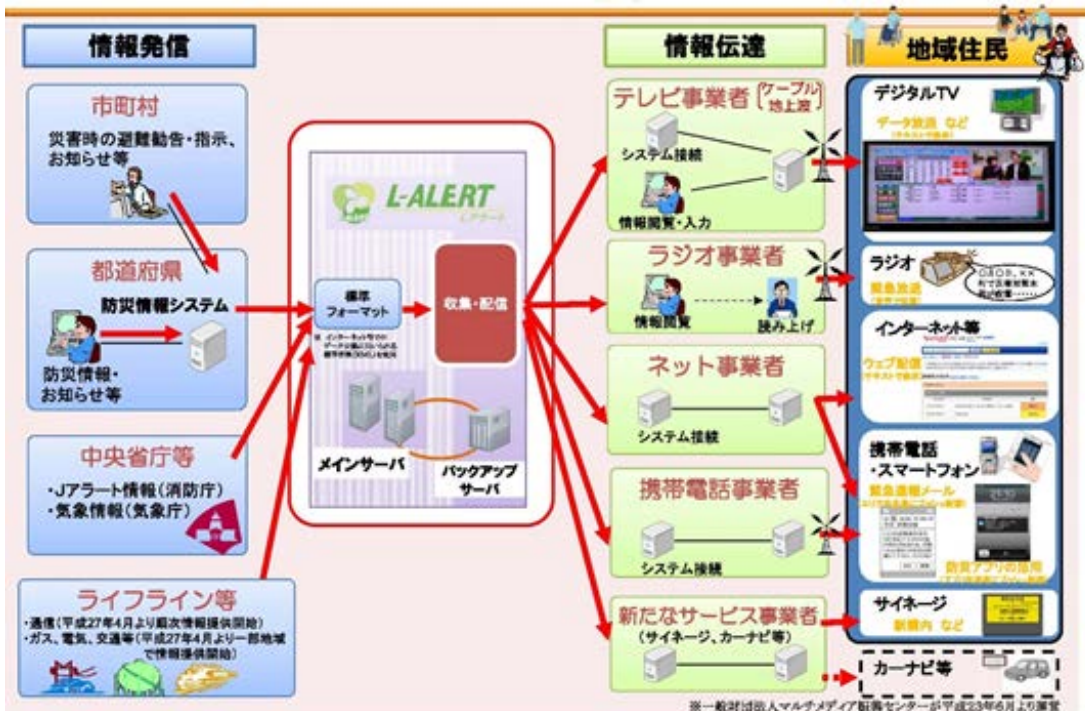 情報発信
市町村
災害時の避難勧告・指示、
お知らせ等
都道府県
防災情報システム
防災情報・
お知らせ等
中央省庁等
・Jアラート情報(消防庁)
・気象情報(気象庁)
ライフライン等
・通信(平成27年4月より順次情報提供開始)
・ガス、電気、交通等(平成27年4月より一部地域
で情報提供開始)
L-ALERT
Lアラート
標準
フォーマット
収集・配信
メインサーバ
バックアップ
サーバ
情報伝達
テレビ事業者
ケーブル
地上波
システム接続
情報閲覧・入力
ラジオ事業者
情報閲覧
読み上げ
ネット事業者
システム接続
携帯電話事業者
システム接続
新たなサービス事業者
(サイネージ、カーナビ等)
地域住民
デジタルTV
データ放送 など
ラジオ
緊急放送
インターネット等
ウェブ配信
(テキストで表示)
携帯電話
・スマートフォン
緊急速報メール
防災アプリの活用
サイネージ
駅構内 など
カーナビ等
※一般財団法人マルチメディア振興センターが平成23年6月より運営